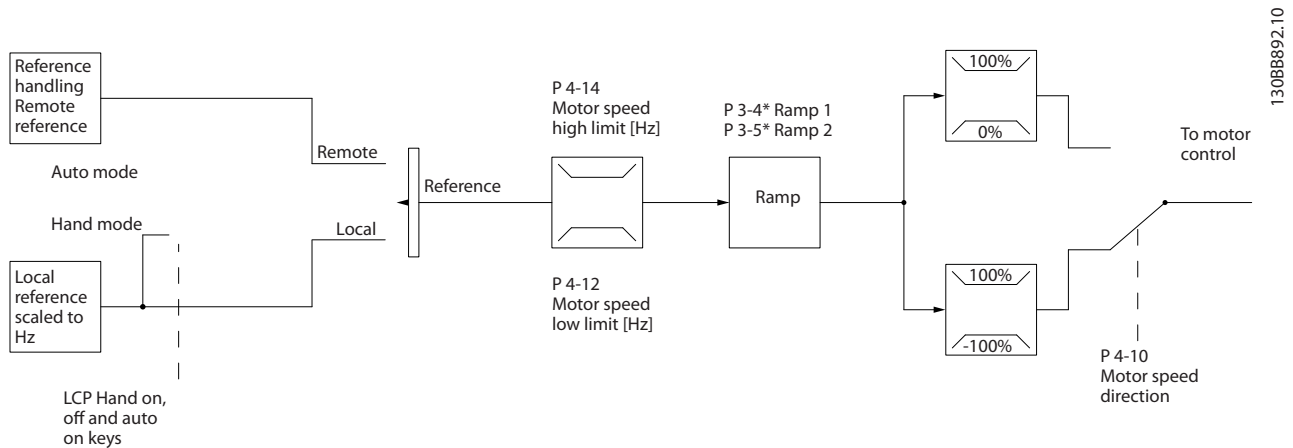 Reference
handling
Remote
reference
Auto mode
Hand mode
Local
reference
scaled to
Hz
LCP Hand on,
off and auto
on keys
Remote
Local
Reference
P 4-14
Motor speed
high limit [Hz]
P 4-12
Motor speed
low limit [Hz]
P 3-4* Ramp 1
P 3-5* Ramp 2
Ramp
100%
0%
100%
-100%
To motor
control
P 4-10
Motor speed
direction
130BB892.10